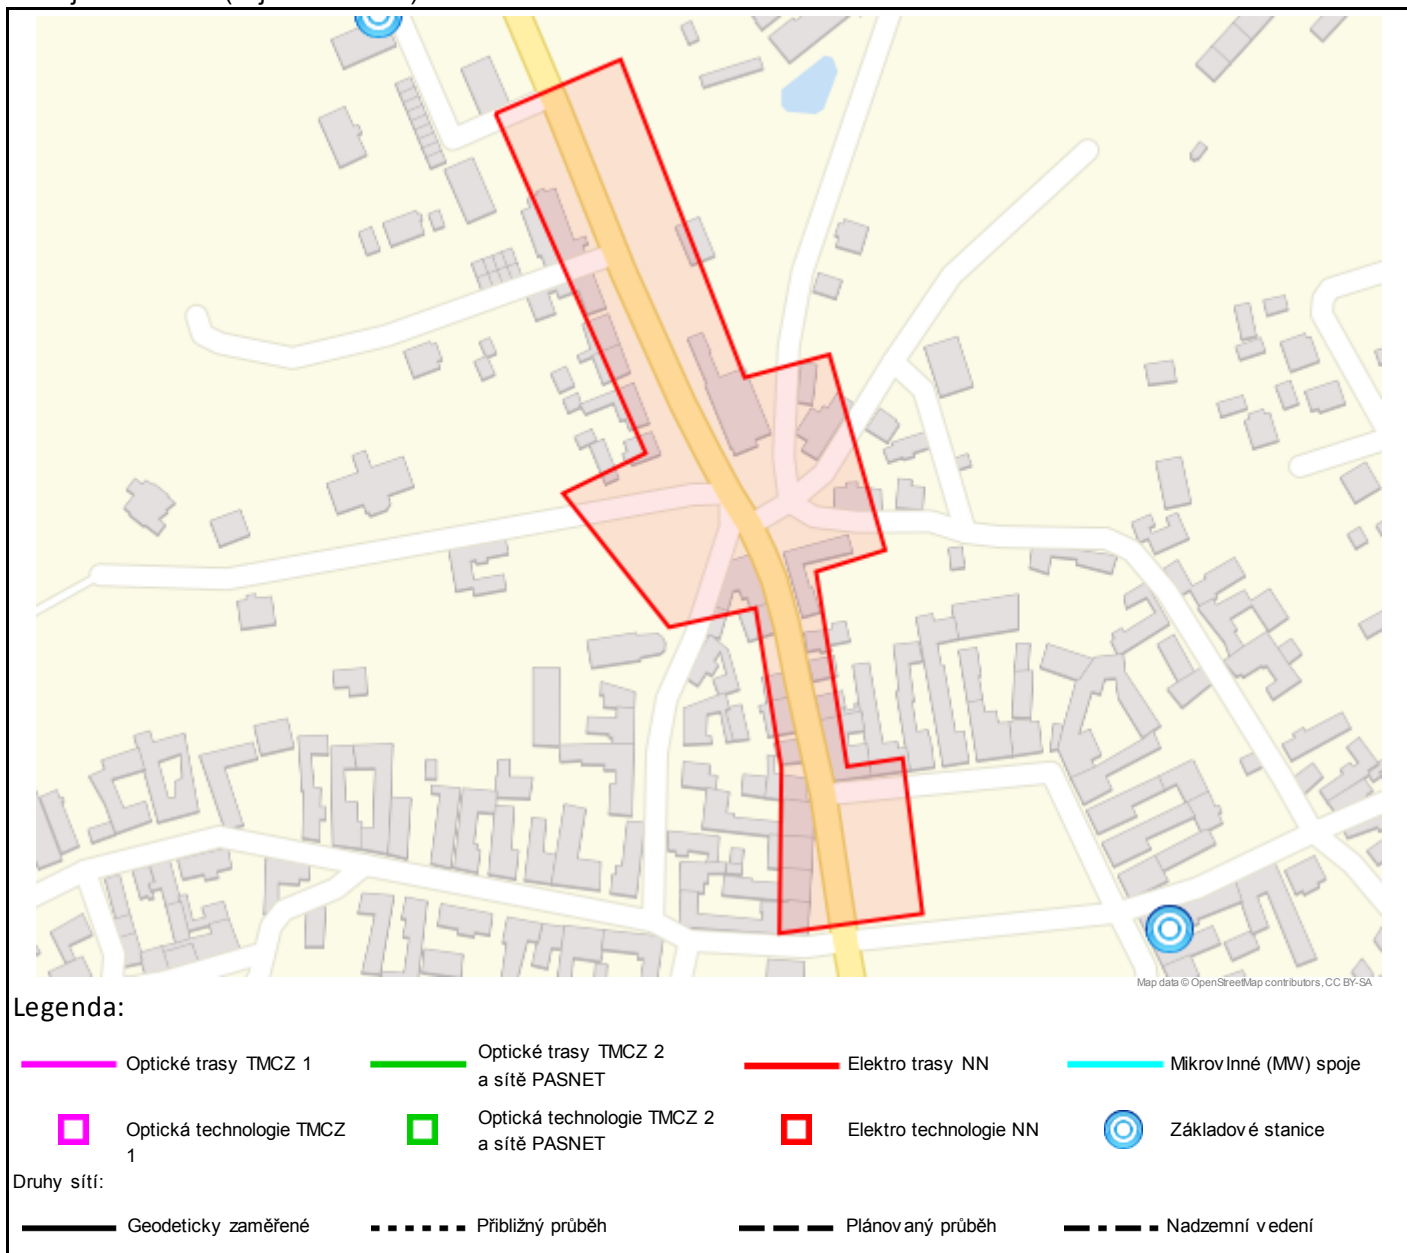 Map data © OpenStreetMap contributors, CC BY-SA
Legenda:
Optické trasy TMCZ 1
Optické trasy TMCZ 2
a sítě PASNET
Elektro trasy NN
Mikrovlnné (MW) spoje
Optická technologie TMCZ
1
Optická technologie TMCZ 2
a sítě PASNET
Elektro technologie NN
Základové stanice
Druhy sítí:
Geodeticky zaměřené
Přibližný průběh
Plánovaný průběh
Nadzemní vedení